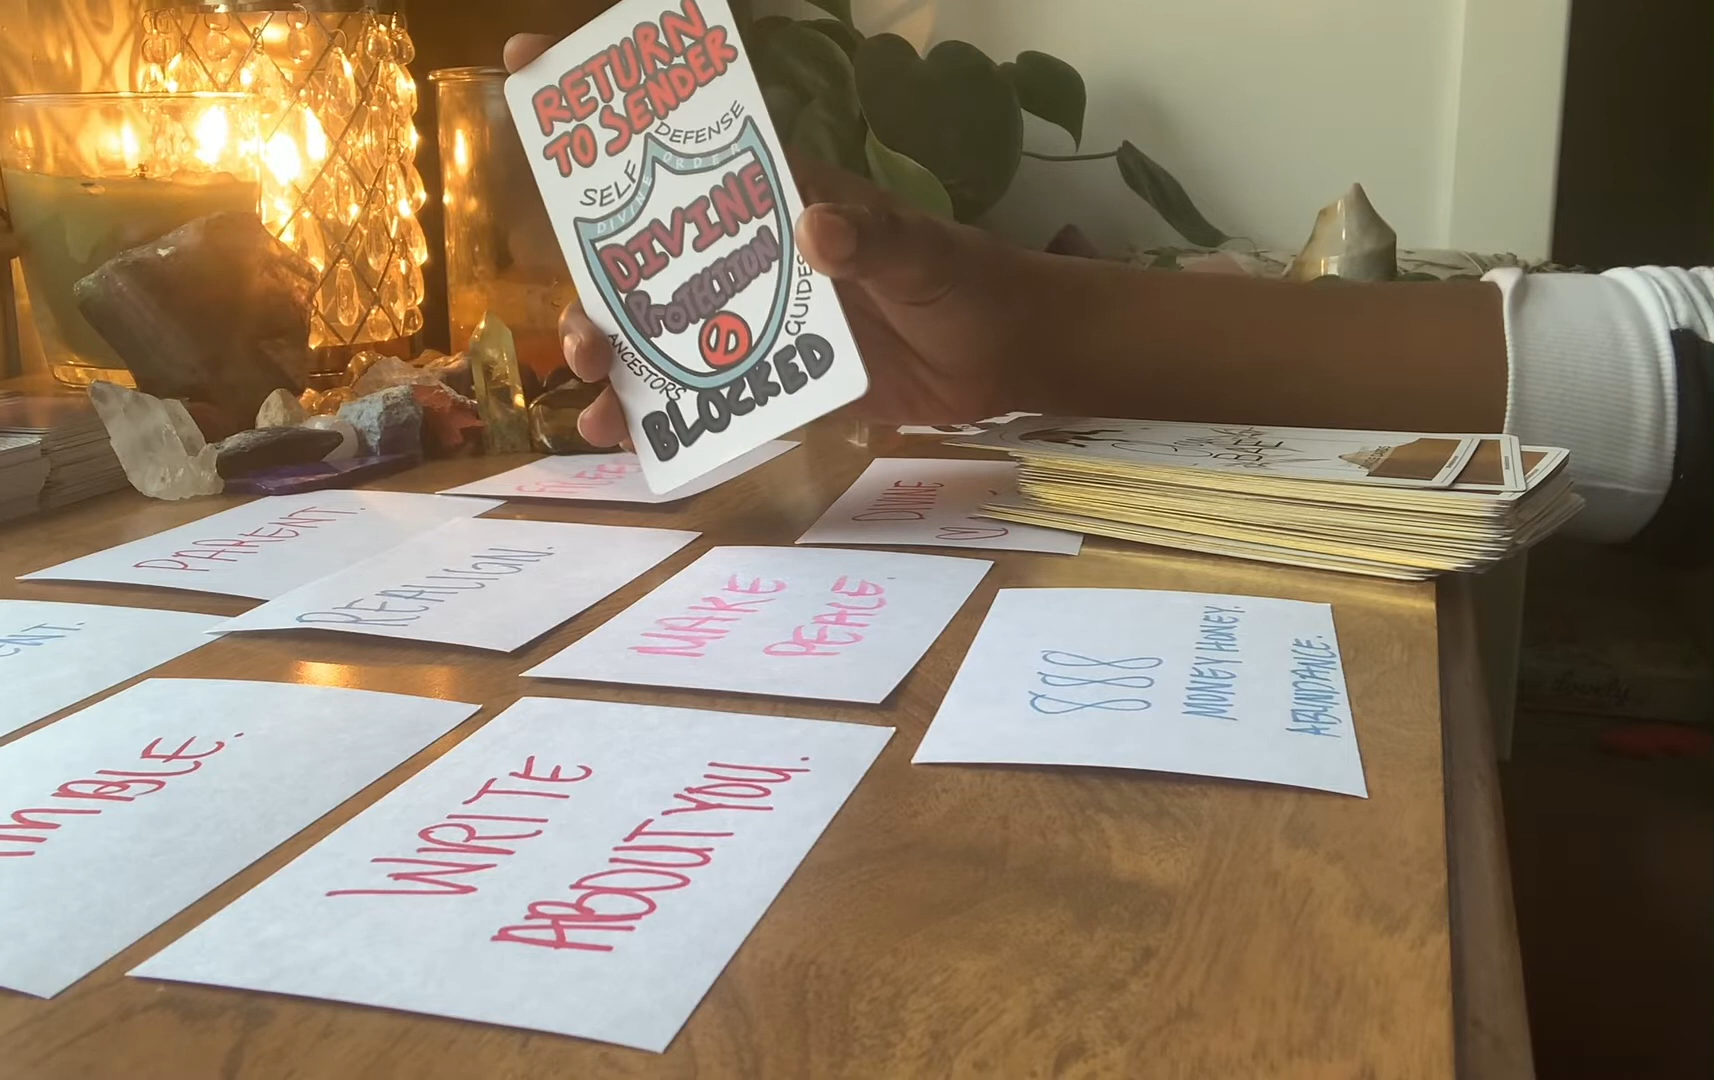 RETURN
TO SENDER
SELF DEFENSE
DIVINE ORDER
DIVINE
PROTECTION
ANCESTORS
GUIDES
BLOCKED
PARENT.
REALIGN.
DIVINE
MAKE
PEACE.
888
MONEY HONEY.
ABUNDANCE.
WRITE
ABOUT YOU.